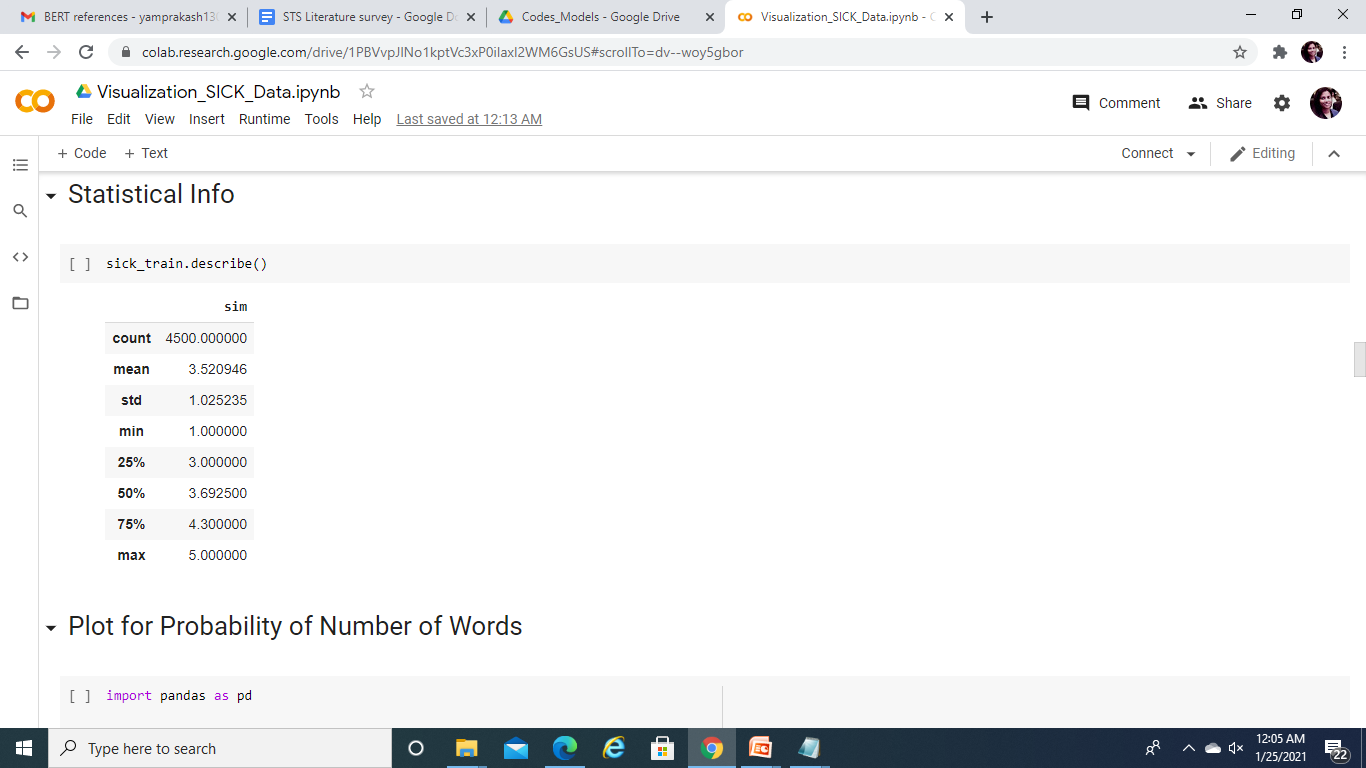 BERT references - yamprakash130
STS Literature survey - Google Do
Codes_Models - Google Drive
Visualization_SICK_Data.ipynb - C
colab.research.google.com/drive/1PBVvpJINo1kptVc3xP0iIaxI2WM6GsUS#scrollTo=dv--woy5gbor
Visualization_SICK_Data.ipynb
Comment
Share
File Edit View Insert Runtime Tools Help Last saved at 12:13 AM
+ Code + Text
Connect
Editing
Statistical Info
[ ] sick_train.describe()
sim
count 4500.000000
mean 3.520946
std 1.025235
min 1.000000
25% 3.000000
50% 3.692500
75% 4.300000
max 5.000000
Plot for Probability of Number of Words
[ ] import pandas as pd
Type here to search
12:05 AM
1/25/2021
22